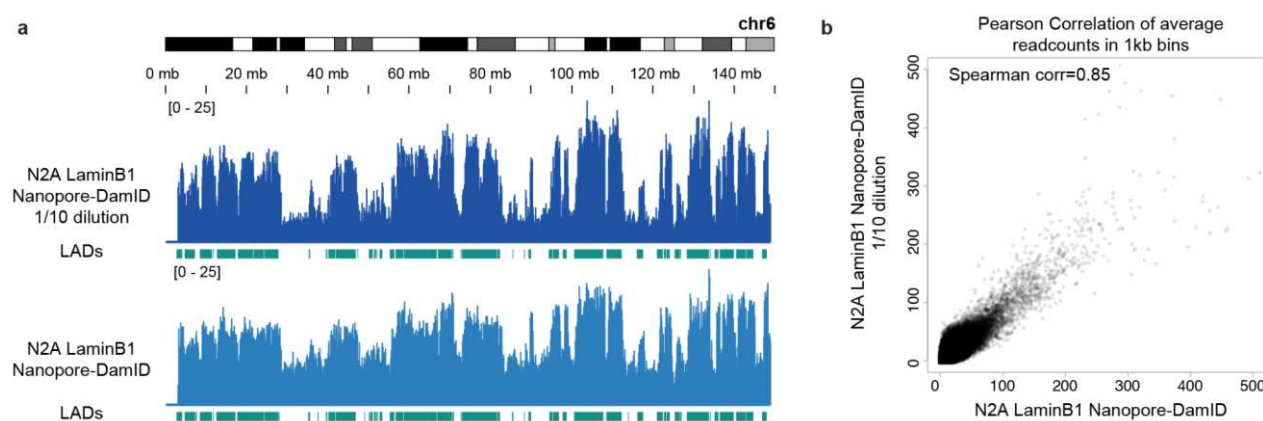 a
chr6
0 mb 20 mb 40 mb 60 mb 80 mb 100 mb 120 mb 140 mb
[0 - 25]
N2A LaminB1
Nanopore-DamID
1/10 dilution
LADs
[0 - 25]
N2A LaminB1
Nanopore-DamID
LADs
b
Pearson Correlation of average
readcounts in 1kb bins
Spearman corr=0.85
N2A LaminB1 Nanopore-DamID
1/10 dilution
500
400
300
200
100
0
0 100 200 300 400 500
N2A LaminB1 Nanopore-DamID